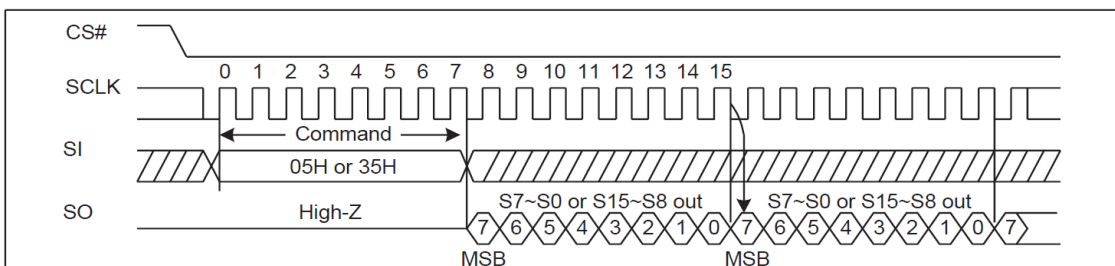 CS#
0 1 2 3 4 5 6 7 8 9 10 11 12 13 14 15
SCLK
Command
SI
05H or 35H
S7~S0 or S15~S8 out S7~S0 or S15~S8 out
SO High-Z
7 6 5 4 3 2 1 0 7 6 5 4 3 2 1 0 7
MSB MSB